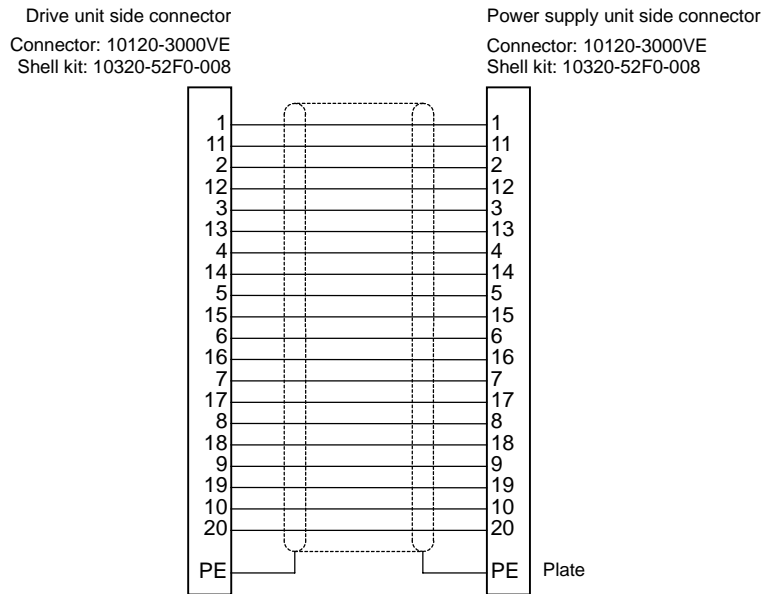 Drive unit side connector
Power supply unit side connector
Connector: 10120-3000VE
Connector: 10120-3000VE
Shell kit: 10320-52F0-008
Shell kit: 10320-52F0-008
1 1
11 11
2 2
12 12
3 3
13 13
4 4
14 14
5 5
15 15
6 6
16 16
7 7
17 17
8 8
18 18
9 9
19 19
10 10
20 20
PE PE Plate